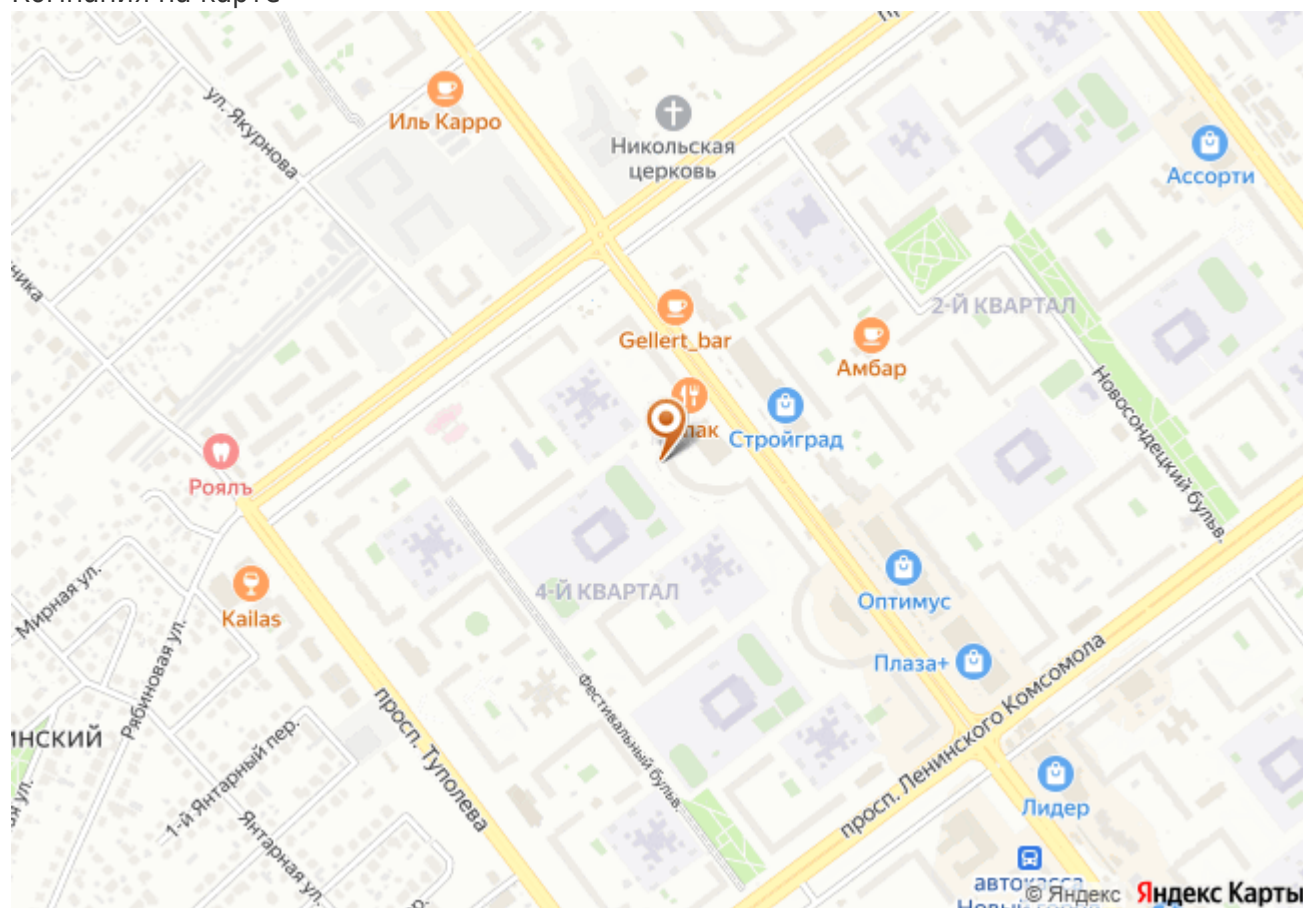 Иль Карро
ул. Якурнова
Никольская
церковь
Ассорти
2-Й КВАРТАЛ
Gellert_bar
Амбар
Стройград
Новосондецкий бульв.
Роялъ
4-Й КВАРТАЛ
Оптимус
Мирная ул.
Kailas
Плаза+
Рябиновая ул.
Фестивальный бульв.
просп. Туполева
просп. Ленинского Комсомола
1-й Янтарный пер.
Лидер
Янтарная ул.
автокасса
© Яндекс Яндекс Карты